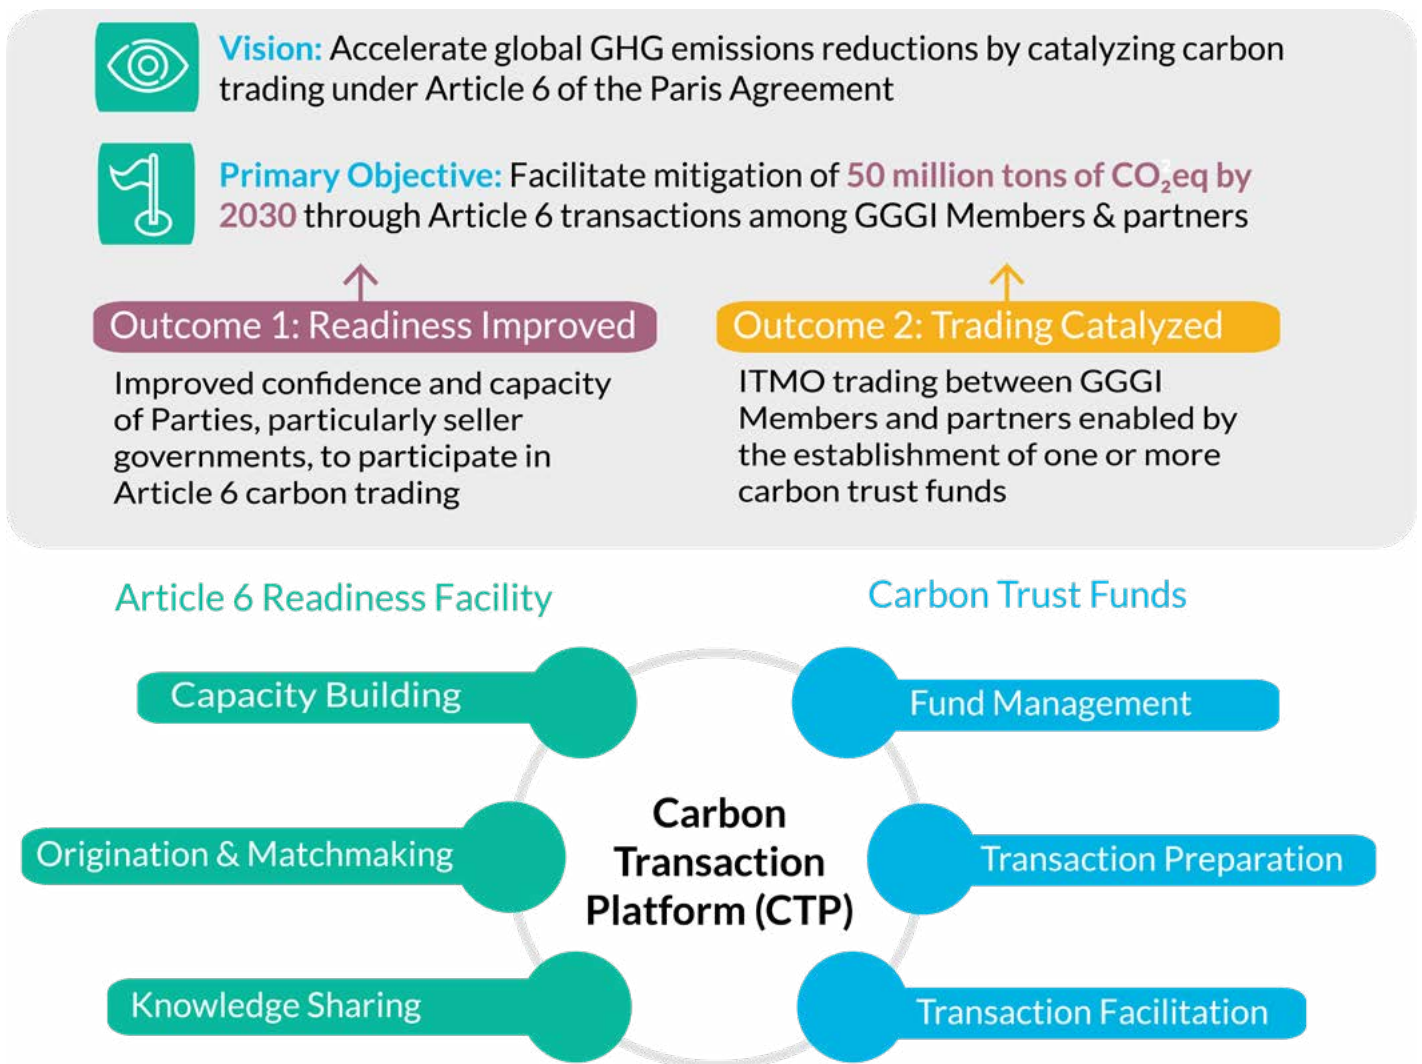 Vision: Accelerate global GHG emissions reductions by catalyzing carbon
trading under Article 6 of the Paris Agreement
Primary Objective: Facilitate mitigation of 50 million tons of CO₂eq by
2030 through Article 6 transactions among GGGI Members & partners
Outcome 1: Readiness Improved
Improved confidence and capacity
of Parties, particularly seller
governments, to participate in
Article 6 carbon trading
Outcome 2: Trading Catalyzed
ITMO trading between GGGI
Members and partners enabled by
the establishment of one or more
carbon trust funds
Article 6 Readiness Facility
Capacity Building
Origination & Matchmaking
Knowledge Sharing
Carbon
Transaction
Platform (CTP)
Carbon Trust Funds
Fund Management
Transaction Preparation
Transaction Facilitation